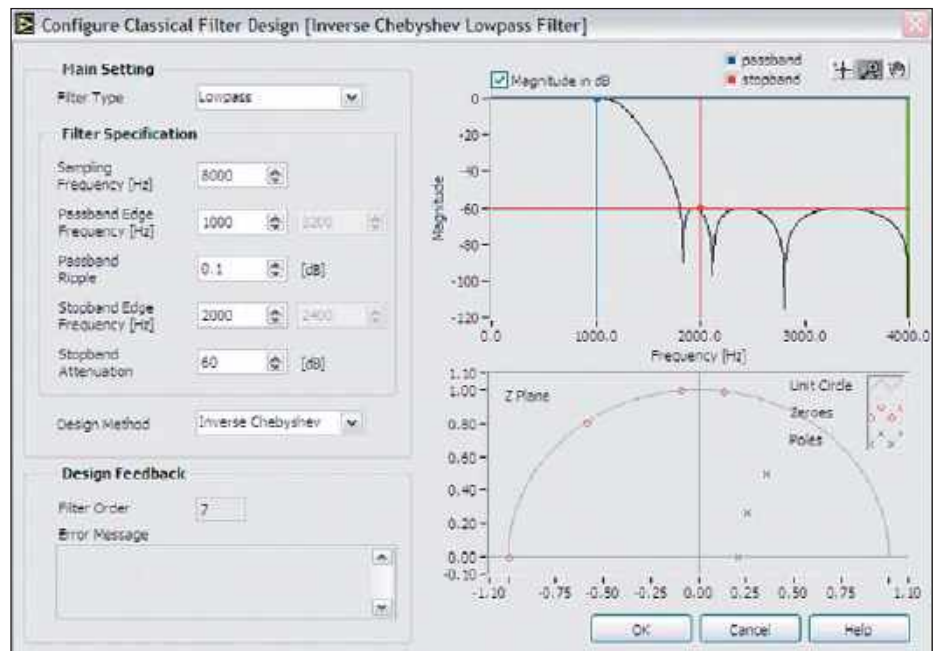 Configure Classical Filter Design [Inverse Chebyshev Lowpass Filter]
Main Setting
Filter Type
Lowpass
Filter Specification
Sampling
Frequency [Hz]
8000
Passband Edge
Frequency [Hz]
1000
3200
Passband
Ripple
0.1
[dB]
Stopband Edge
Frequency [Hz]
2000
2400
Stopband
Attenuation
60
[dB]
Design Method
Inverse Chebyshev
Design Feedback
Filter Order
7
Error Message
Magnitude in dB
passband
stopband
Magnitude
0
-20
-40
-60
-80
-100
-120
0.0 1000.0 2000.0 3000.0 4000.0
Frequency [Hz]
Z Plane
Unit Circle
Zeroes
Poles
1.10
1.00
0.80
0.60
0.40
0.20
0.00
-0.10
-1.10 -0.75 -0.50 -0.25 0.00 0.25 0.50 0.75 1.10
OK Cancel Help